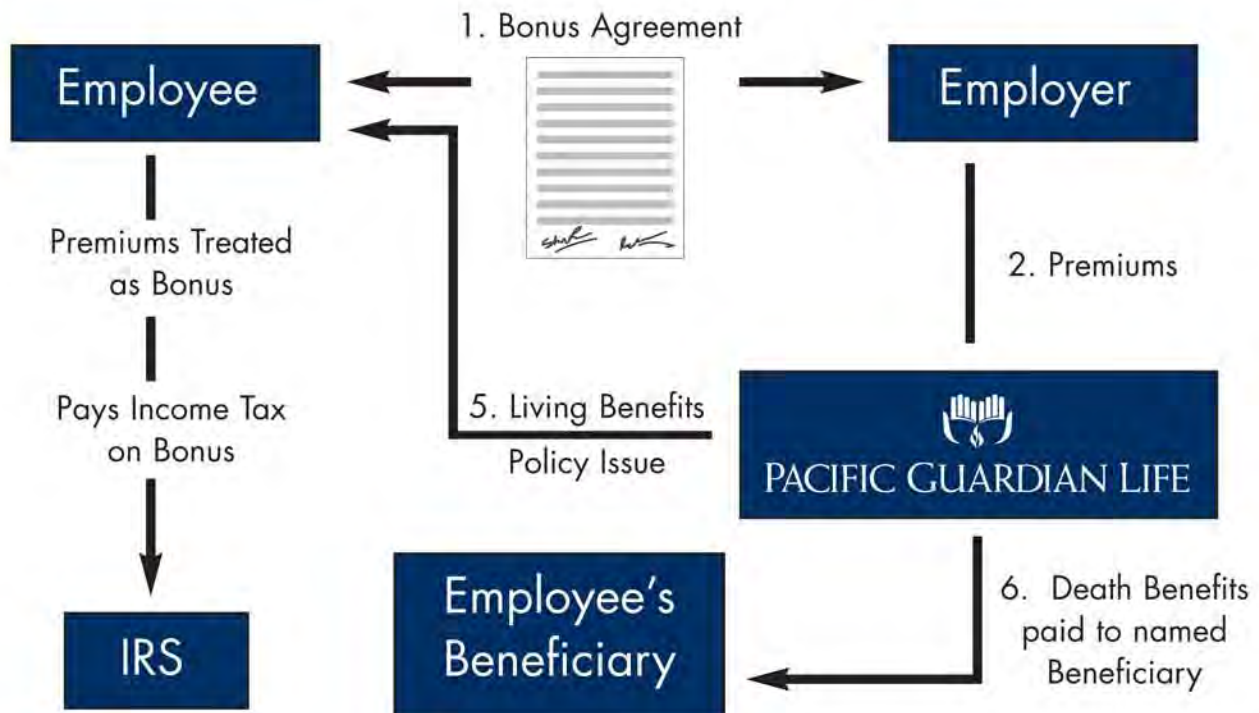 1. Bonus Agreement
Employee
Employer
Premiums Treated
as Bonus
2. Premiums
Pays Income Tax
on Bonus
5. Living Benefits
Policy Issue
PACIFIC GUARDIAN LIFE
IRS
Employee's
Beneficiary
6. Death Benefits
paid to named
Beneficiary